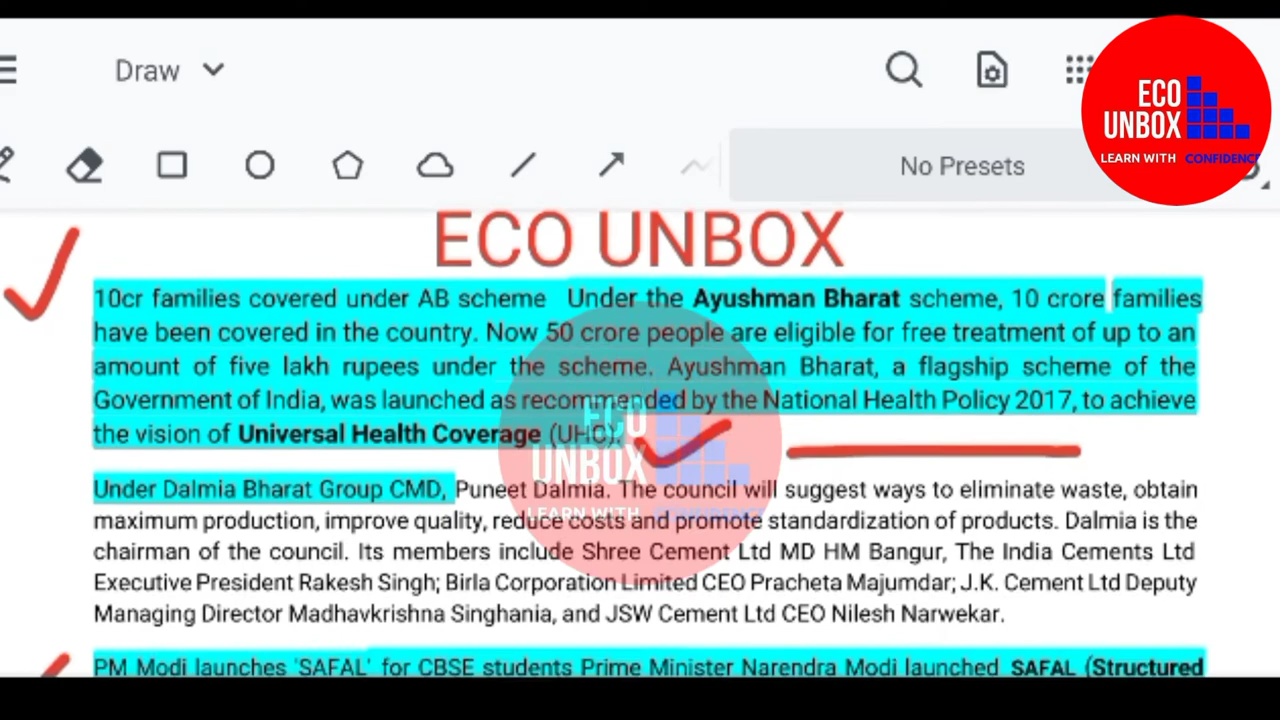 Draw
No Presets
ECO
UNBOX
LEARN WITH CONFIDENCE
ECO UNBOX
10cr families covered under AB scheme Under the Ayushman Bharat scheme, 10 crore families
have been covered in the country. Now 50 crore people are eligible for free treatment of up to an
amount of five lakh rupees under the scheme. Ayushman Bharat, a flagship scheme of the
Government of India, was launched as recommended by the National Health Policy 2017, to achieve
the vision of Universal Health Coverage (UHC).
ECO
UNBOX
LEARN WITH CONFIDENCE
Under Dalmia Bharat Group CMD, Puneet Dalmia. The council will suggest ways to eliminate waste, obtain
maximum production, improve quality, reduce costs and promote standardization of products. Dalmia is the
chairman of the council. Its members include Shree Cement Ltd MD HM Bangur, The India Cements Ltd
Executive President Rakesh Singh; Birla Corporation Limited CEO Pracheta Majumdar; J.K. Cement Ltd Deputy
Managing Director Madhavkrishna Singhania, and JSW Cement Ltd CEO Nilesh Narwekar.
PM Modi launches 'SAFAL' for CBSE students Prime Minister Narendra Modi launched SAFAL (Structured